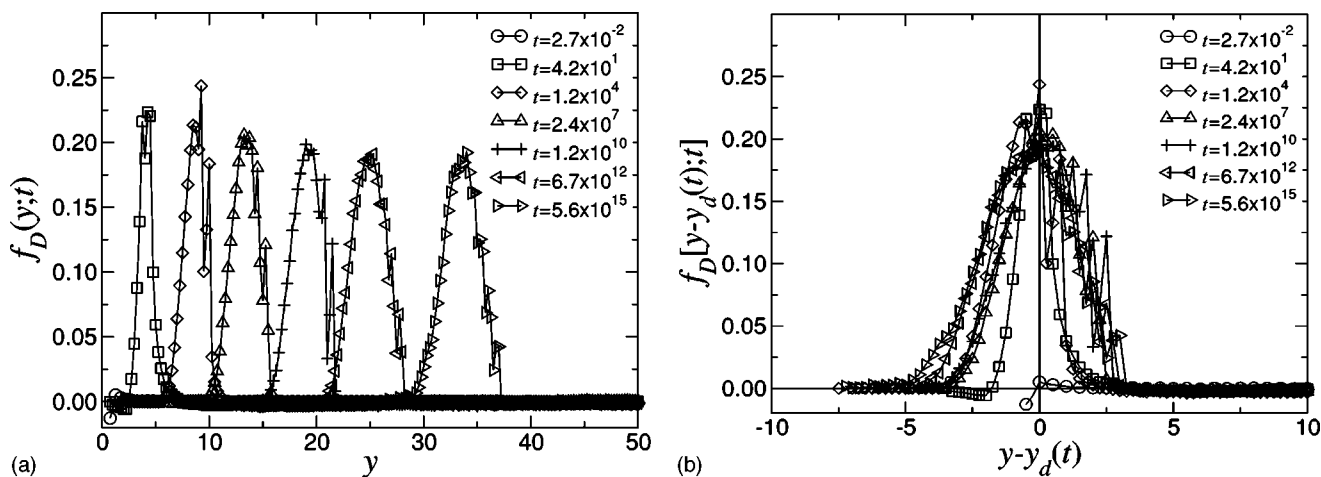 0.25
0.20
0.15
0.10
0.05
0.00
f_D(y;t)
t=2.7x10^-2
t=4.2x10^1
t=1.2x10^4
t=2.4x10^7
t=1.2x10^10
t=6.7x10^12
t=5.6x10^15
0 10 20 30 40 50
y
(a)
0.25
0.20
0.15
0.10
0.05
0.00
f_D[y-y_d(t);t]
t=2.7x10^-2
t=4.2x10^1
t=1.2x10^4
t=2.4x10^7
t=1.2x10^10
t=6.7x10^12
t=5.6x10^15
-10 -5 0 5 10
y-y_d(t)
(b)